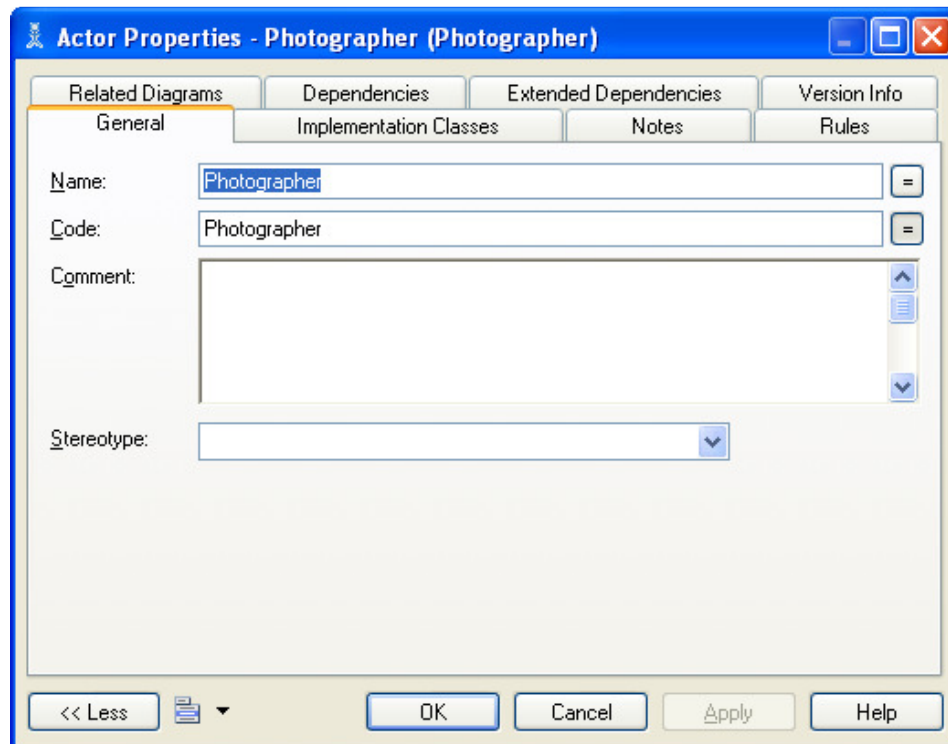 Actor Properties - Photographer (Photographer)
Related Diagrams Dependencies Extended Dependencies Version Info
General Implementation Classes Notes Rules
Name: Photographer =
Code: Photographer =
Comment:
Stereotype:
<< Less OK Cancel Apply Help